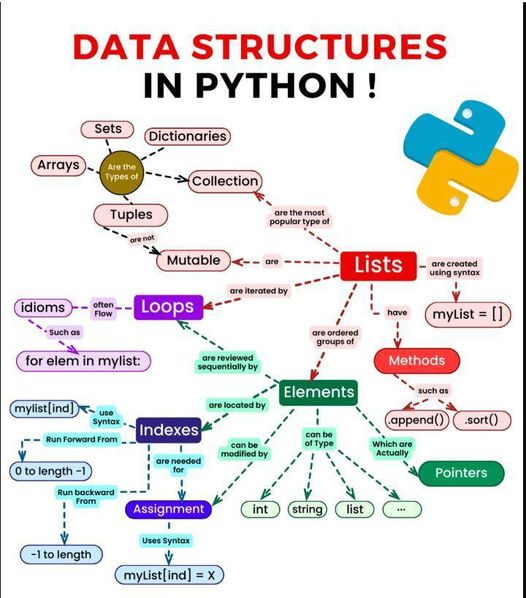 DATA STRUCTURES
IN PYTHON !
Sets
Dictionaries
Arrays
Are the
Types of
Collection
Tuples
are the most
popular type of
are not
Mutable
are
Lists
are created
using syntax
myList = []
are iterated by
idioms
often
Flow
Loops
Such as
for elem in mylist:
are ordered
groups of
have
Methods
such as
.append()
.sort()
are reviewed
sequentially by
Elements
are located by
mylist[ind]
use
Syntax
Indexes
Run Forward From
0 to length -1
are needed
for
can be
modified by
can be
of Type
Which are
Actually
Pointers
Run backward
From
Assignment
int
string
list
...
Uses Syntax
-1 to length
myList[ind] = X